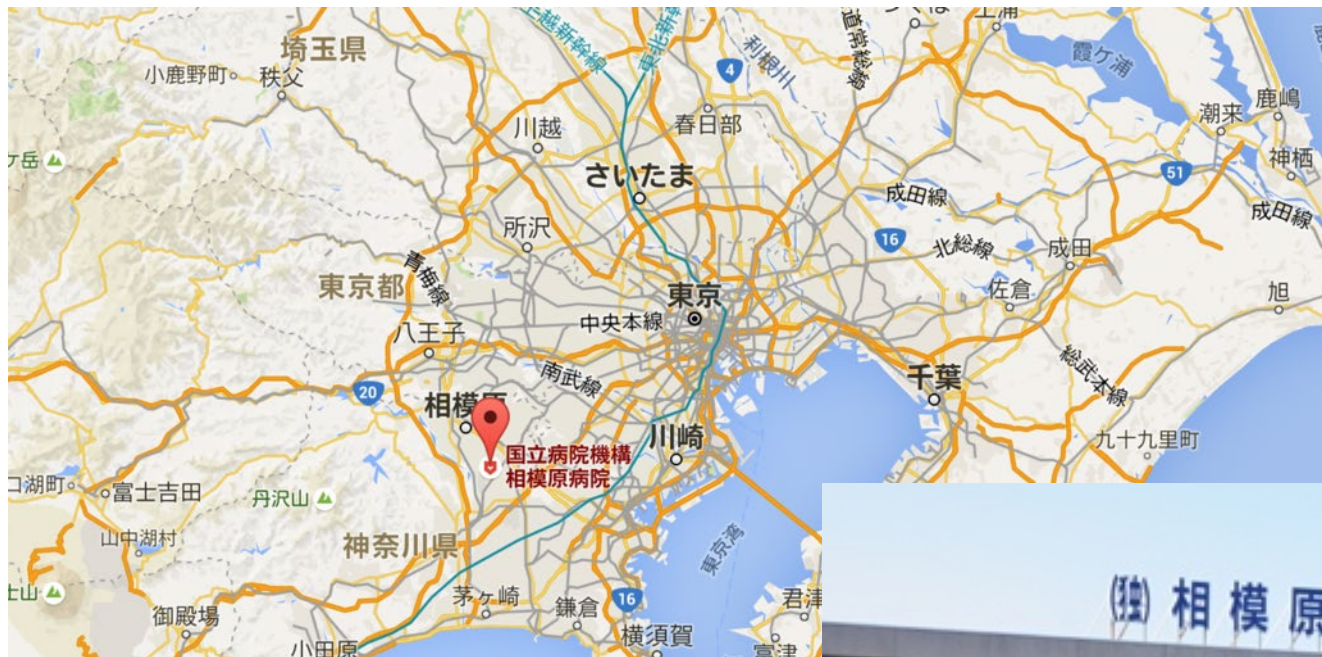 上越新幹線
東北新幹線
道常総線
上浦
埼玉県
4
利根川
霞ケ浦
小鹿野町
秩父
川越
春日部
潮来
鹿嶋
ケ岳
さいたま
51
神栖
成田線
成田線
所沢
16
北総線
成田
青梅線
東京都
東京
佐倉
旭
中央本線
八王子
南武線
千葉
総武本線
20
相模原
川崎
九十九里町
国立病院機構
相模原病院
口湖町
富士吉田
丹沢山
山中湖村
神奈川県
東京湾
士山
御殿場
茅ヶ崎
鎌倉
16
君津
小田原
横須賀
富津
㈱相模原